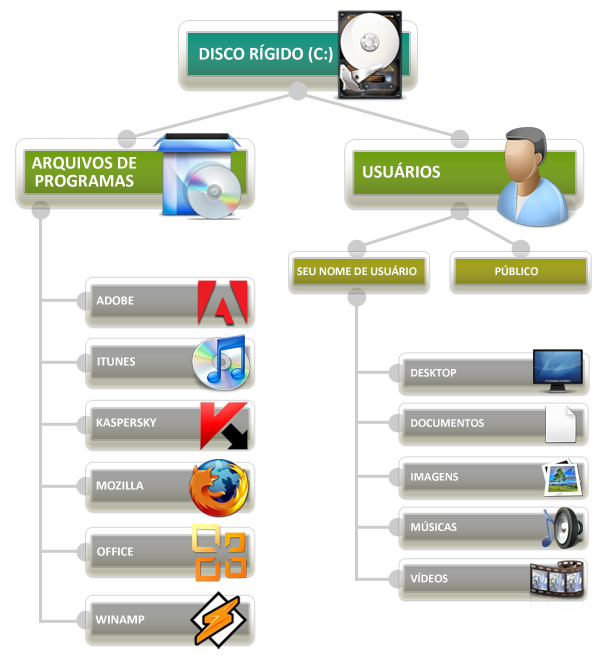 DISCO RÍGIDO (C:)
ARQUIVOS DE
PROGRAMAS
USUÁRIOS
SEU NOME DE USUÁRIO
PÚBLICO
ADOBE
ITUNES
KASPERSKY
MOZILLA
OFFICE
WINAMP
DESKTOP
DOCUMENTOS
IMAGENS
MÚSICAS
VÍDEOS